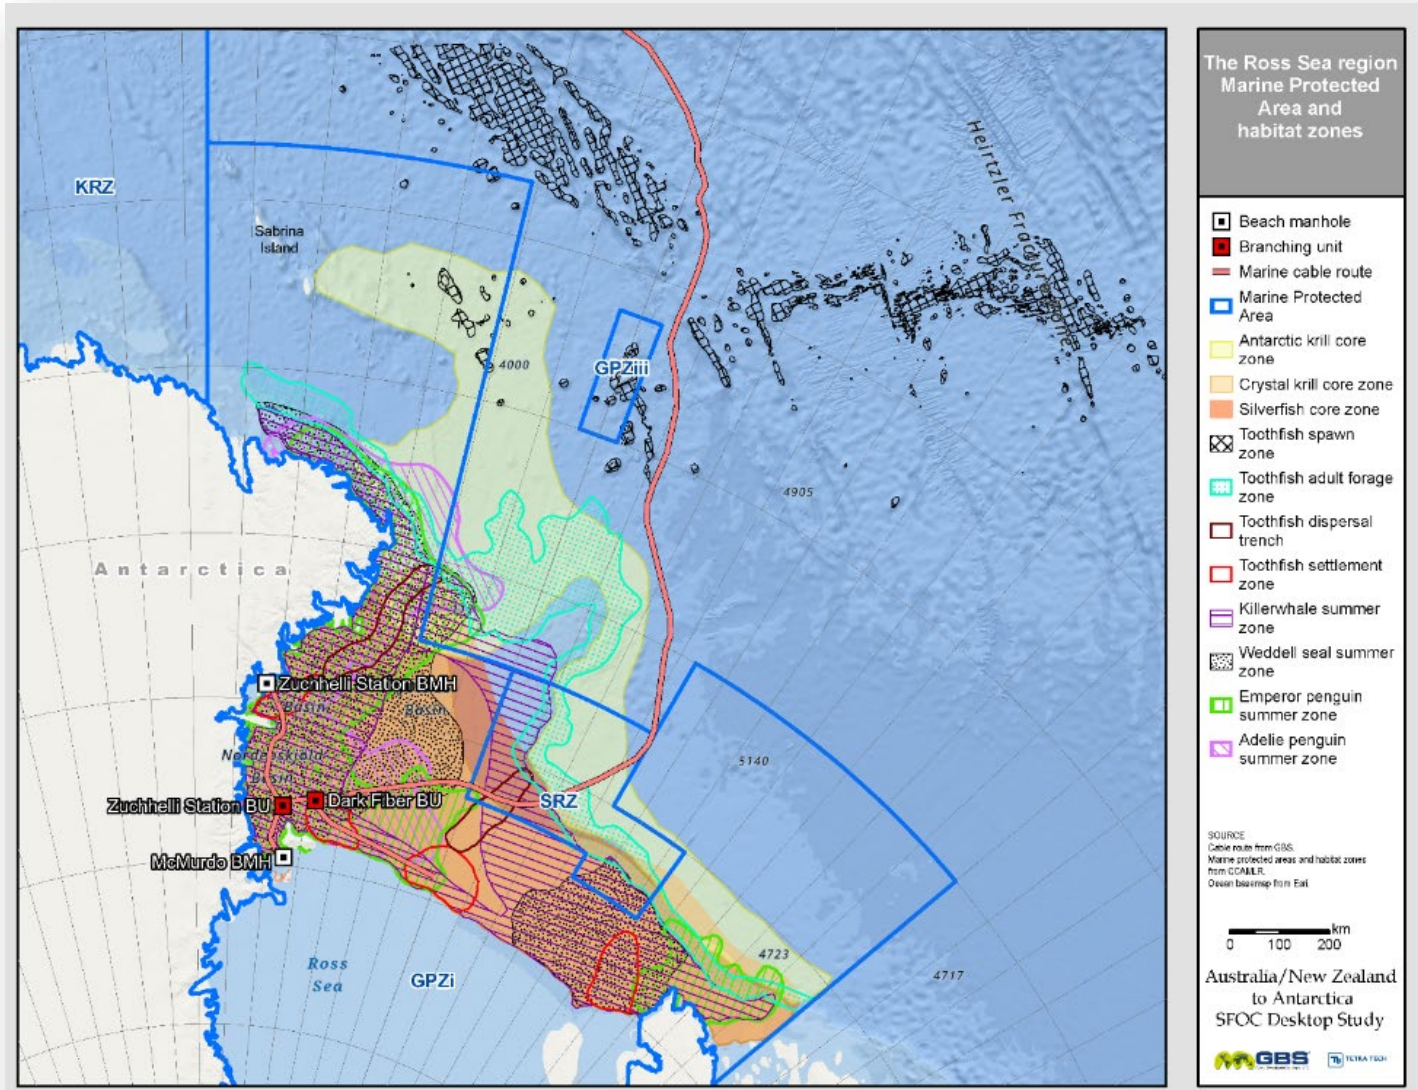 KRZ
Sabrina
Island
Heirtzler Fracture Zone
4000
GPZiii
4905
Antarctica
Zuchhelli Station BMH
Basin
Basin
Nordenskjold
Basin
5140
Zuchhelli Station BU
Dark Fiber BU
SRZ
McMurdo BMH
Ross
Sea
GPZi
4723
4717
The Ross Sea region
Marine Protected
Area and
habitat zones
Beach manhole
Branching unit
Marine cable route
Marine Protected
Area
Antarctic krill core
zone
Crystal krill core zone
Silverfish core zone
Toothfish spawn
zone
Toothfish adult forage
zone
Toothfish dispersal
trench
Toothfish settlement
zone
Killerwhale summer
zone
Weddell seal summer
zone
Emperor penguin
summer zone
Adelie penguin
summer zone
SOURCE
Cable route from GBS.
Marine protected areas and habitat zones
from CCAMLR.
Ocean basemap from Esri.
km
0 100 200
Australia/New Zealand
to Antarctica
SFOC Desktop Study
GBS
TETRA TECH